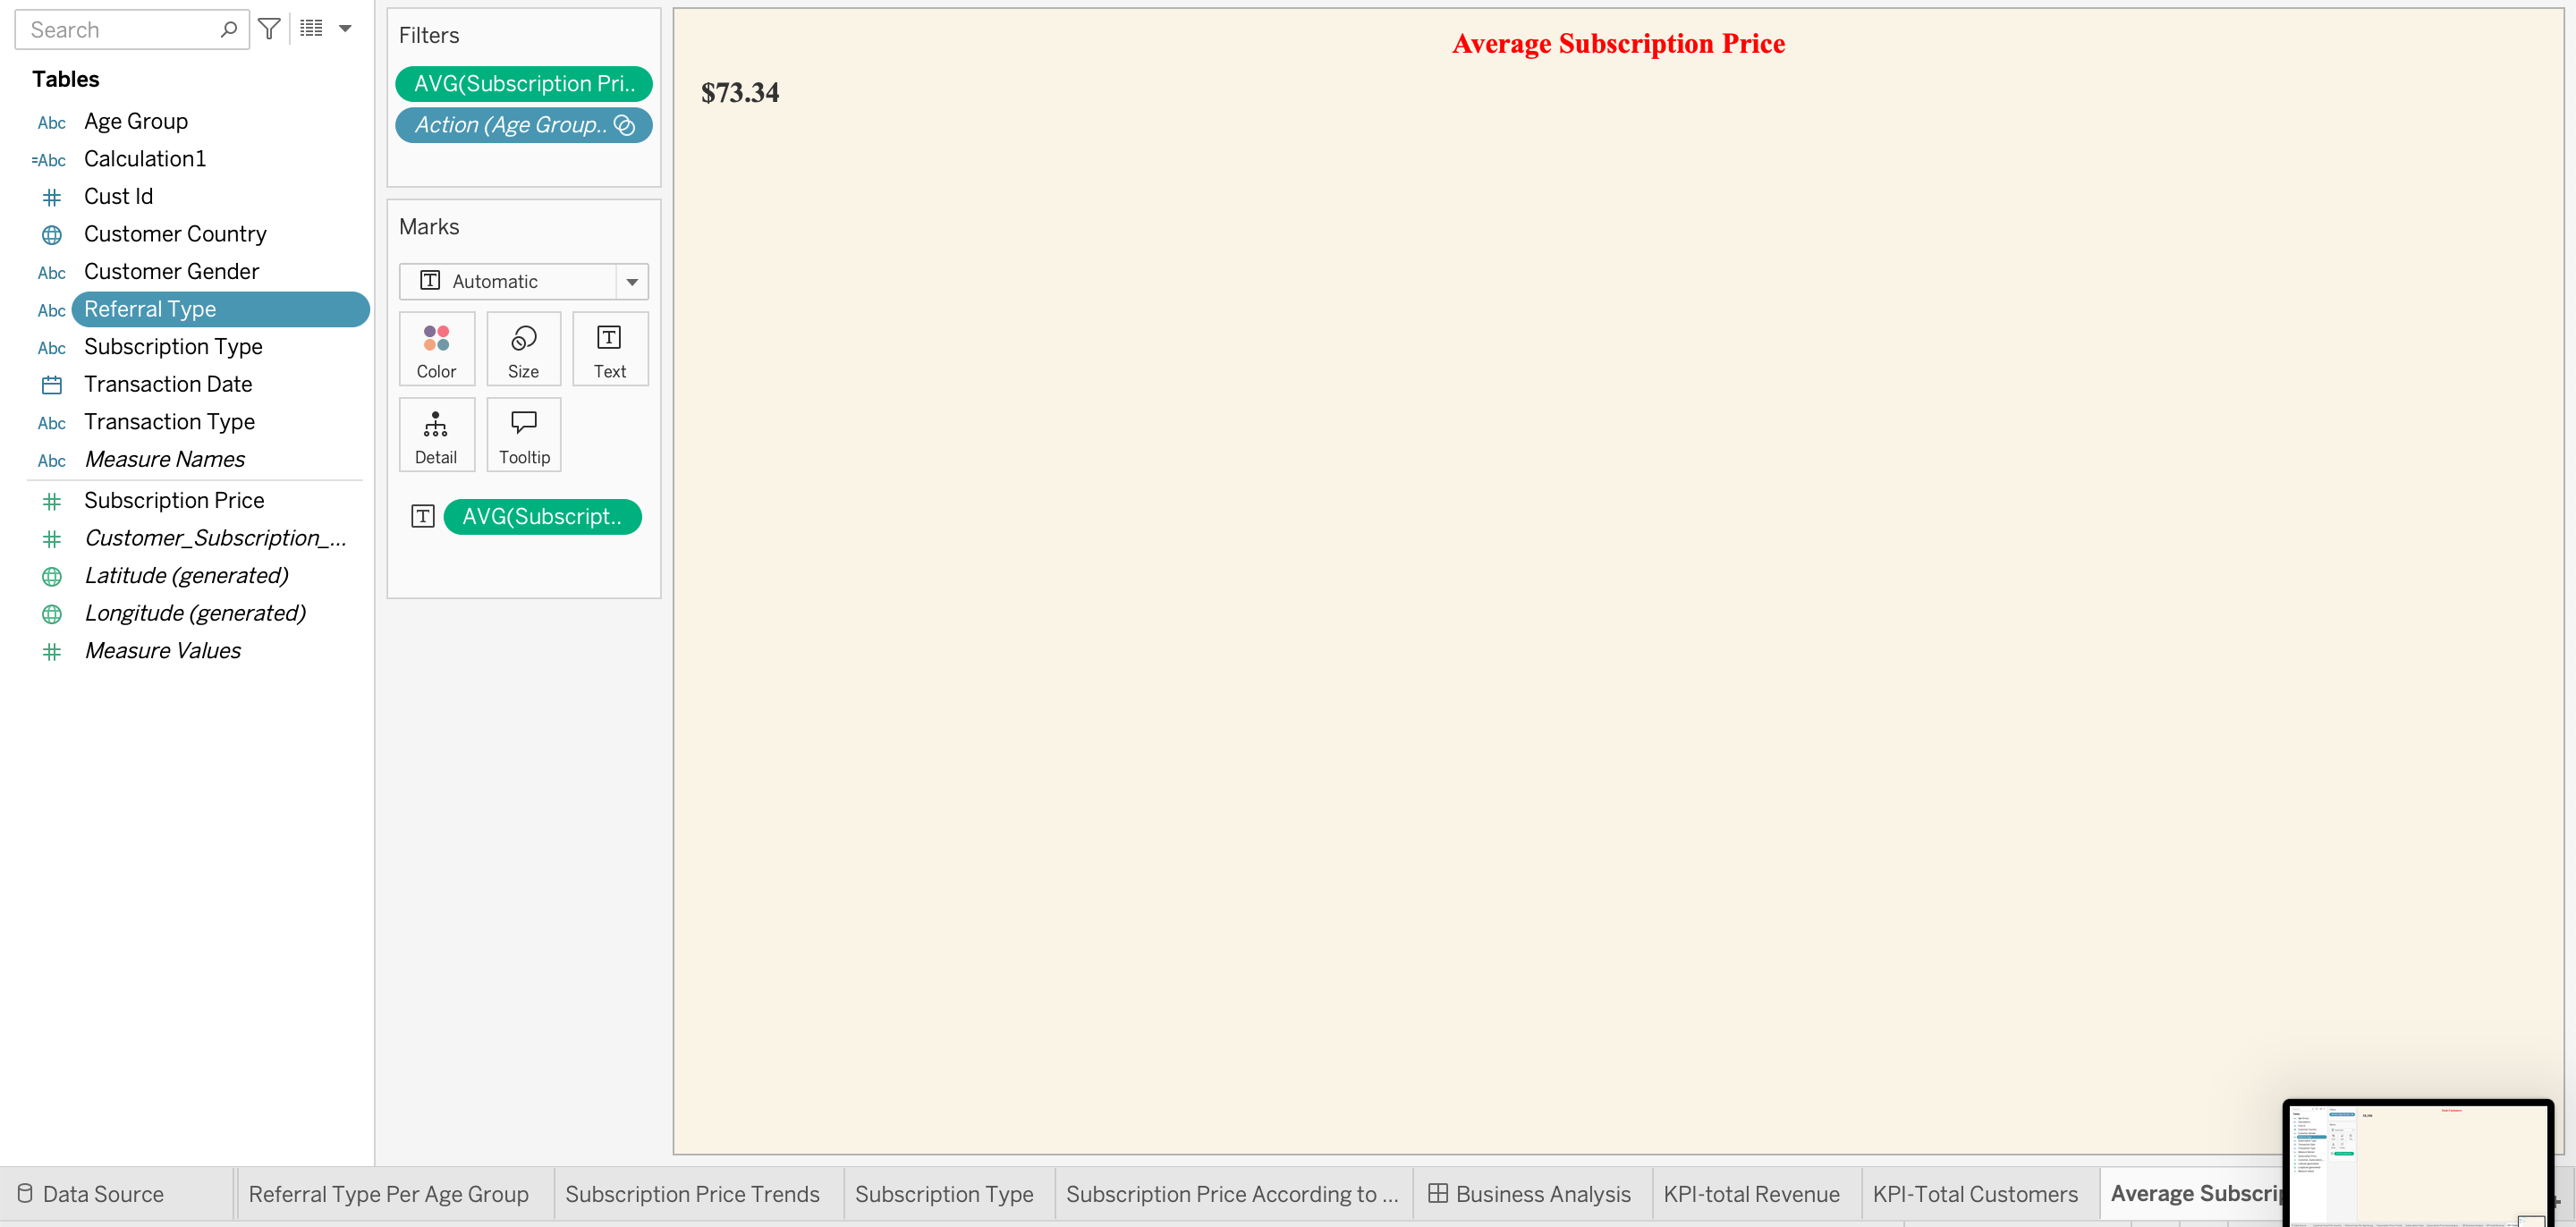 Search
Tables
Abc Age Group
=Abc Calculation1
Cust Id
Customer Country
Abc Customer Gender
Abc Referral Type
Abc Subscription Type
Transaction Date
Abc Transaction Type
Abc Measure Names
Subscription Price
Customer_Subscription_...
Latitude (generated)
Longitude (generated)
Measure Values
Filters
AVG(Subscription Pri..
Action (Age Group..
Marks
T Automatic
Color Size Text
Detail Tooltip
T AVG(Subscript..
Average Subscription Price
$73.34
Data Source Referral Type Per Age Group Subscription Price Trends Subscription Type Subscription Price According to ... Business Analysis KPI-total Revenue KPI-Total Customers Average Subscrip